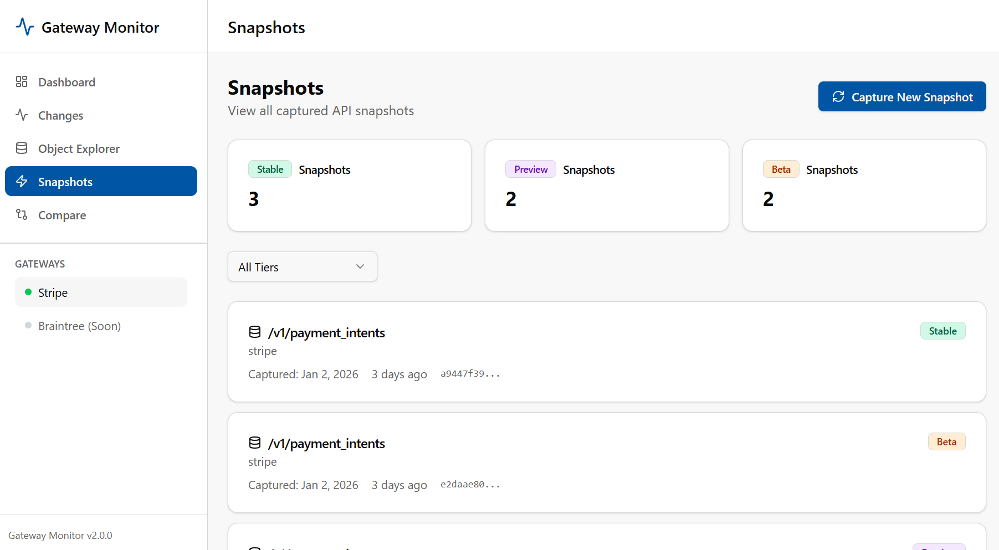 Gateway Monitor
Snapshots
Dashboard
Changes
Object Explorer
Snapshots
Compare
GATEWAYS
Stripe
Braintree (Soon)
Gateway Monitor v2.0.0
Snapshots
View all captured API snapshots
Capture New Snapshot
Stable Snapshots
3
Preview Snapshots
2
Beta Snapshots
2
All Tiers
/v1/payment_intents
Stable
stripe
Captured: Jan 2, 2026 3 days ago a9447f39...
/v1/payment_intents
Beta
stripe
Captured: Jan 2, 2026 3 days ago e2daae80...